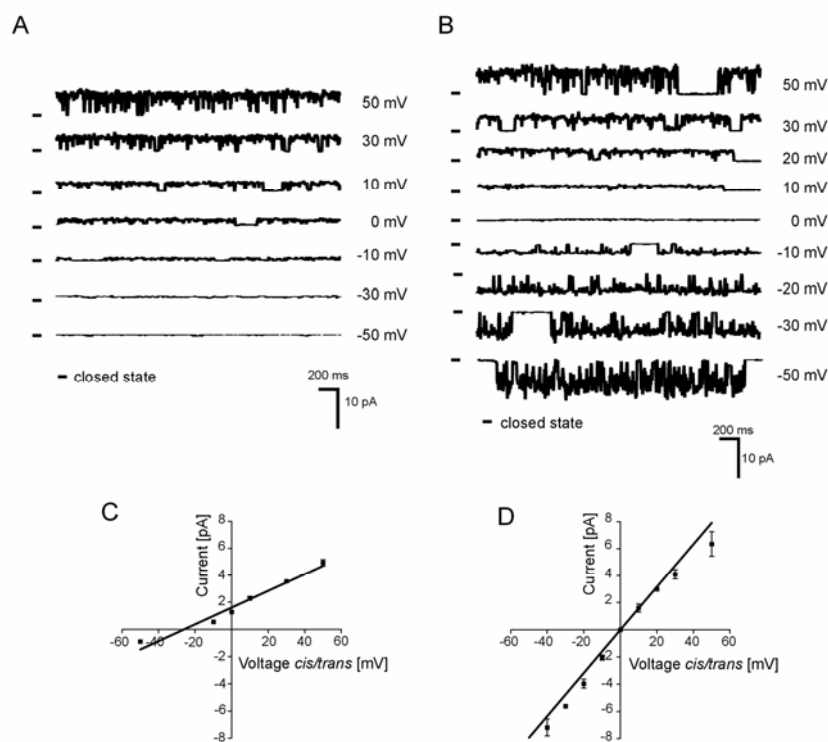 A
50 mV
30 mV
10 mV
0 mV
-10 mV
-30 mV
-50 mV
closed state
200 ms
10 pA
B
50 mV
30 mV
20 mV
10 mV
0 mV
-10 mV
-20 mV
-30 mV
-50 mV
closed state
200 ms
10 pA
C
Current [pA]
8
6
4
2
-2
-4
-6
-8
-60 -40 -20 0 20 40 60
Voltage cis/trans [mV]
D
Current [pA]
8
6
4
2
-2
-4
-6
-8
-60 -40 -20 0 20 40 60
Voltage cis/trans [mV]